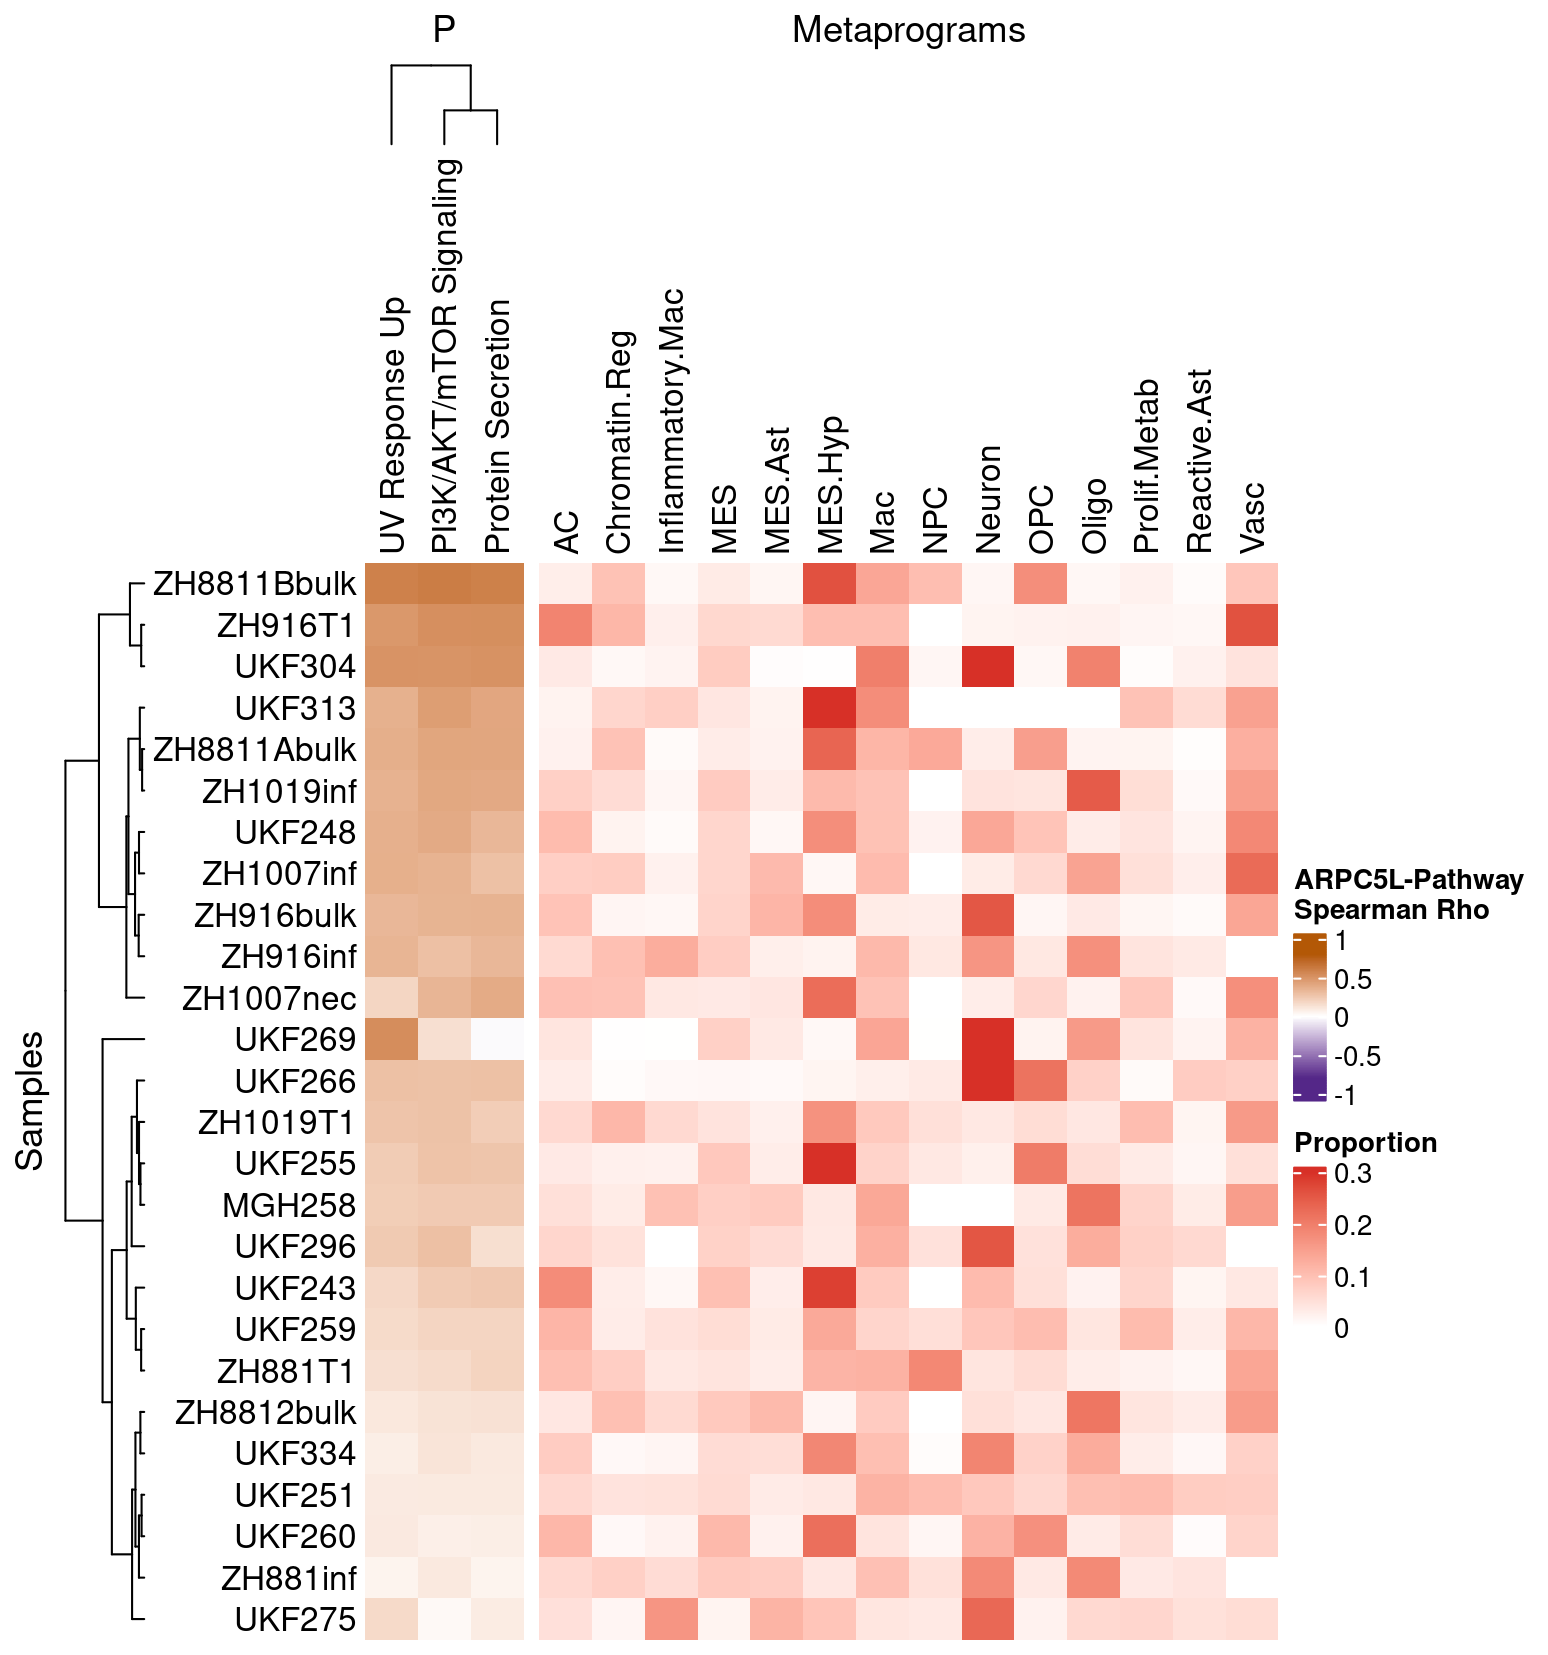 P
Metaprograms
UV Response Up
PI3K/AKT/mTOR Signaling
Protein Secretion
AC
Chromatin.Reg
Inflammatory.Mac
MES
MES.Ast
MES.Hyp
Mac
NPC
Neuron
OPC
Oligo
Prolif.Metab
Reactive.Ast
Vasc
Samples
ZH8811Bbulk
ZH916T1
UKF304
UKF313
ZH8811Abulk
ZH1019inf
UKF248
ZH1007inf
ZH916bulk
ZH916inf
ZH1007nec
UKF269
UKF266
ZH1019T1
UKF255
MGH258
UKF296
UKF243
UKF259
ZH881T1
ZH8812bulk
UKF334
UKF251
UKF260
ZH881inf
UKF275
ARPC5L-Pathway
Spearman Rho
1
0.5
0
-0.5
-1
Proportion
0.3
0.2
0.1
0